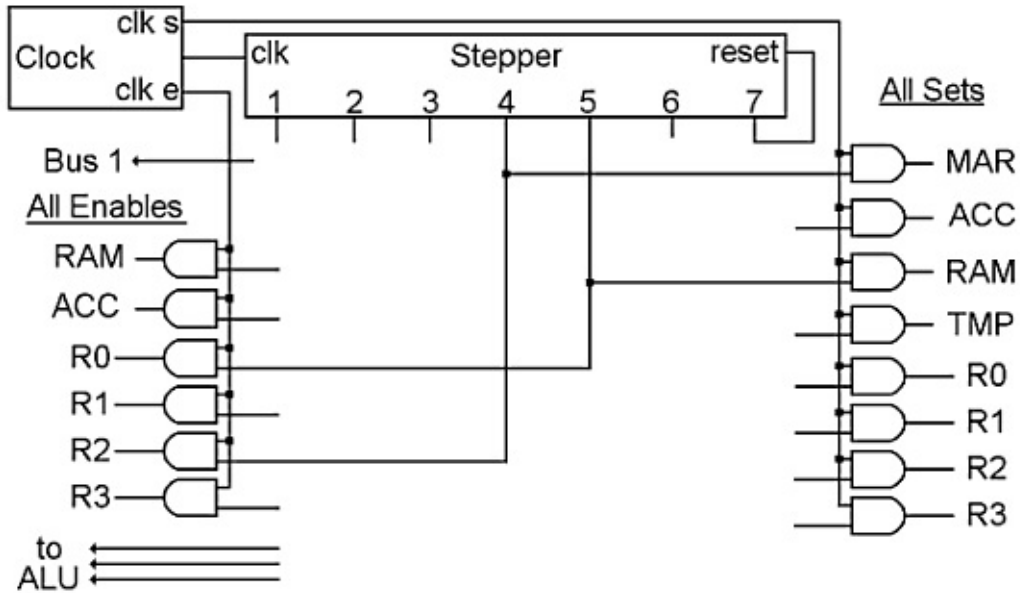 clk s
Clock
clk e
clk Stepper reset
1 2 3 4 5 6 7
Bus 1
All Enables
RAM
ACC
R0
R1
R2
R3
to
ALU
All Sets
MAR
ACC
RAM
TMP
R0
R1
R2
R3